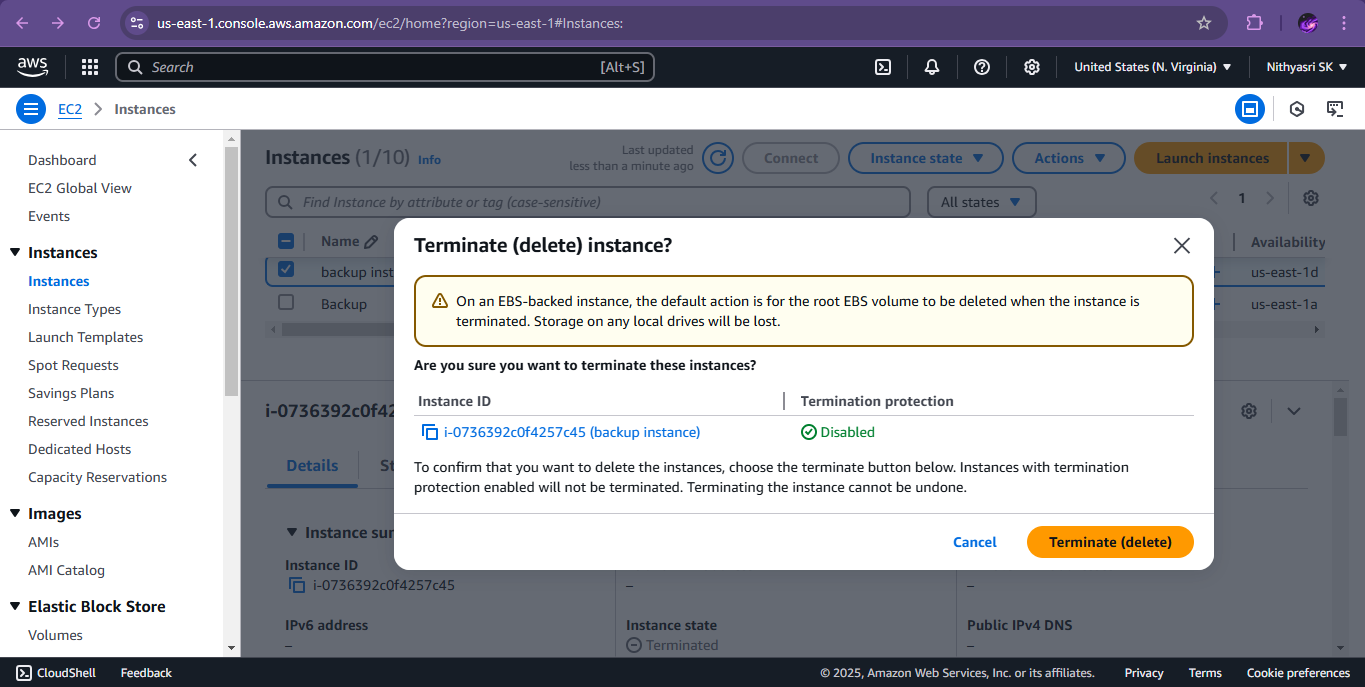 us-east-1.console.aws.amazon.com/ec2/home?region=us-east-1#Instances:
aws
Search
[Alt+S]
United States (N. Virginia)
Nithyasri SK
EC2
Instances
Dashboard
EC2 Global View
Events
Instances
Instances
Instance Types
Launch Templates
Spot Requests
Savings Plans
Reserved Instances
Dedicated Hosts
Capacity Reservations
Images
AMIs
AMI Catalog
Elastic Block Store
Volumes
Instances (1/10) Info
Last updated
less than a minute ago
Connect
Instance state
Actions
Launch instances
Find Instance by attribute or tag (case-sensitive)
All states
1
Name
Availability
backup inst
us-east-1d
Backup
us-east-1a
Terminate (delete) instance?
On an EBS-backed instance, the default action is for the root EBS volume to be deleted when the instance is
terminated. Storage on any local drives will be lost.
Are you sure you want to terminate these instances?
Instance ID
Termination protection
i-0736392c0f4257c45 (backup instance)
Disabled
To confirm that you want to delete the instances, choose the terminate button below. Instances with termination
protection enabled will not be terminated. Terminating the instance cannot be undone.
Cancel
Terminate (delete)
i-0736392c0f42
Details
St
Instance sur
Instance ID
i-0736392c0f4257c45
–
–
IPv6 address
–
Instance state
Terminated
Public IPv4 DNS
–
CloudShell
Feedback
© 2025, Amazon Web Services, Inc. or its affiliates.
Privacy
Terms
Cookie preferences